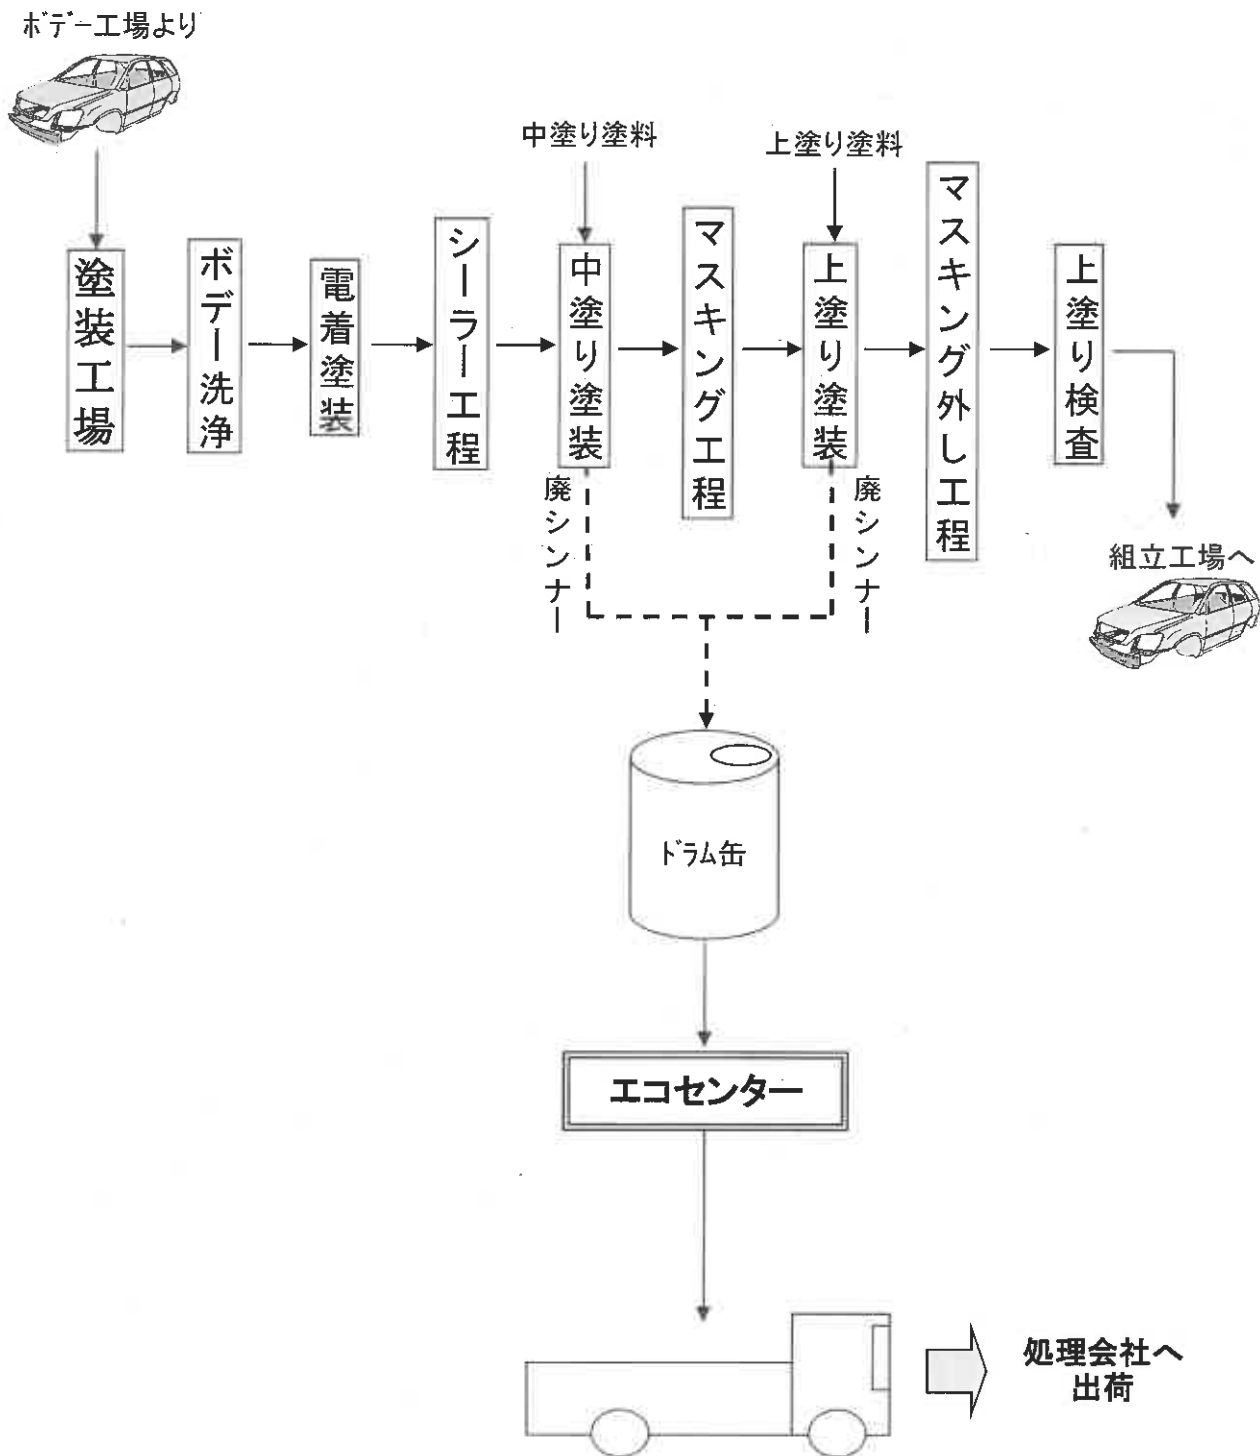 ボデー工場より
中塗り塗料
上塗り塗料
塗装工場
ボデー洗浄
電着塗装
シーラー工程
中塗り塗装
マスキング工程
上塗り塗装
マスキング外し工程
上塗り検査
廃シンナー
廃シンナー
組立工場へ
ドラム缶
エコセンター
処理会社へ
出荷